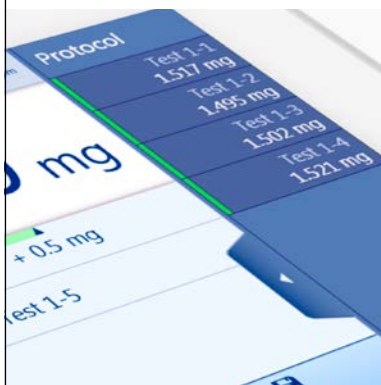 Protocol
Test 1-1
1.517 mg
Test 1-2
1.495 mg
Test 1-3
1.502 mg
Test 1-4
1.521 mg
mg
+ 0.5 mg
Test 1-5